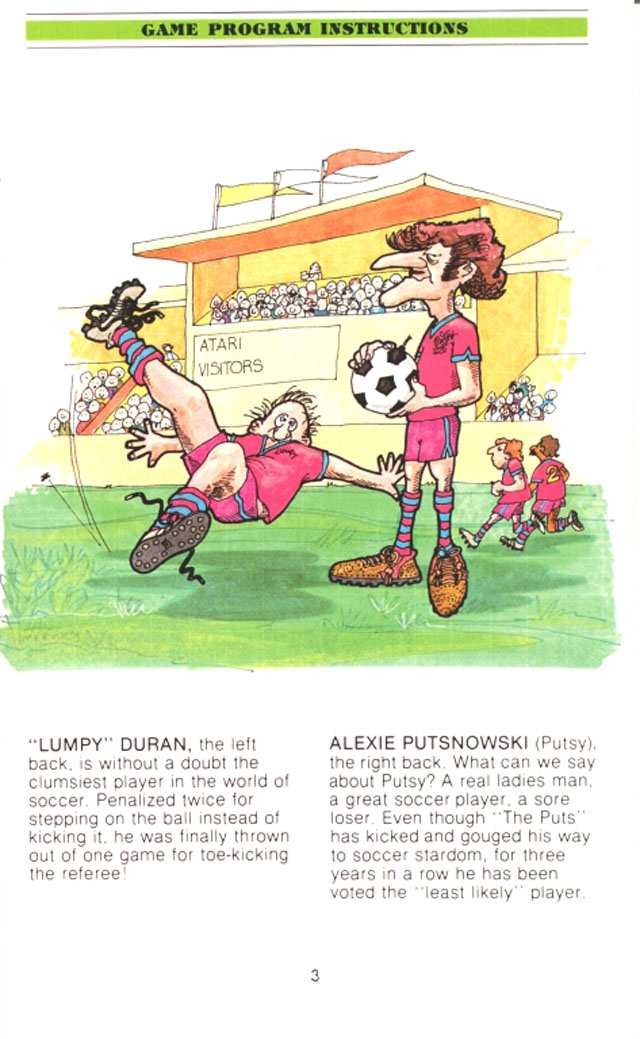 GAME PROGRAM INSTRUCTIONS
ATARI
VISITORS
2
"LUMPY" DURAN, the left
back, is without a doubt the
clumsiest player in the world of
soccer. Penalized twice for
stepping on the ball instead of
kicking it, he was finally thrown
out of one game for toe-kicking
the referee!
ALEXIE PUTSNOWSKI (Putsy),
the right back. What can we say
about Putsy? A real ladies man,
a great soccer player, a sore
loser. Even though "The Puts"
has kicked and gouged his way
to soccer stardom, for three
years in a row he has been
voted the "least likely" player.
3